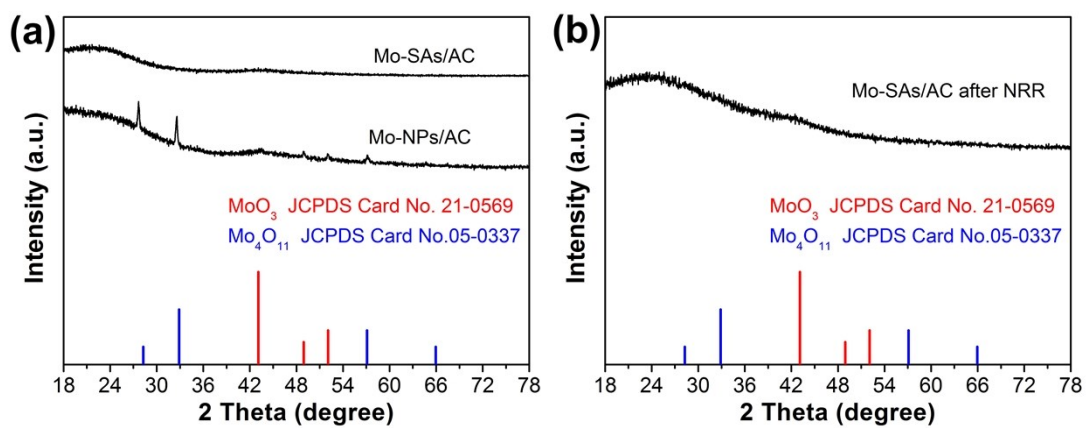 (a)
Mo-SAs/AC
Mo-NPs/AC
MoO₃ JCPDS Card No. 21-0569
Mo₄O₁₁ JCPDS Card No.05-0337
Intensity (a.u.)
18 24 30 36 42 48 54 60 66 72 78
2 Theta (degree)
(b)
Mo-SAs/AC after NRR
MoO₃ JCPDS Card No. 21-0569
Mo₄O₁₁ JCPDS Card No.05-0337
Intensity (a.u.)
18 24 30 36 42 48 54 60 66 72 78
2 Theta (degree)